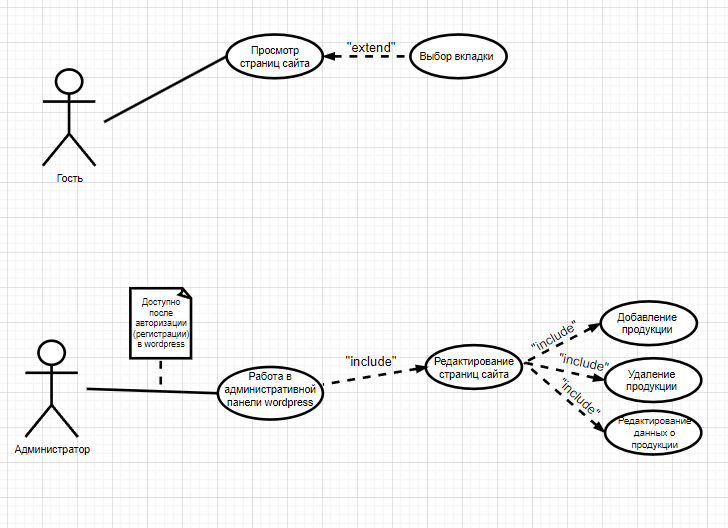 Просмотр
страниц сайта
"extend"
Выбор вкладки
Гость
Доступно
после
авторизации
(регистрации)
в wordpress
Администратор
Работа в
административной
панели wordpress
"include"
Редактирование
страниц сайта
"include"
Добавление
продукции
"include"
Удаление
продукции
"include"
Редактирование
данных о
продукции